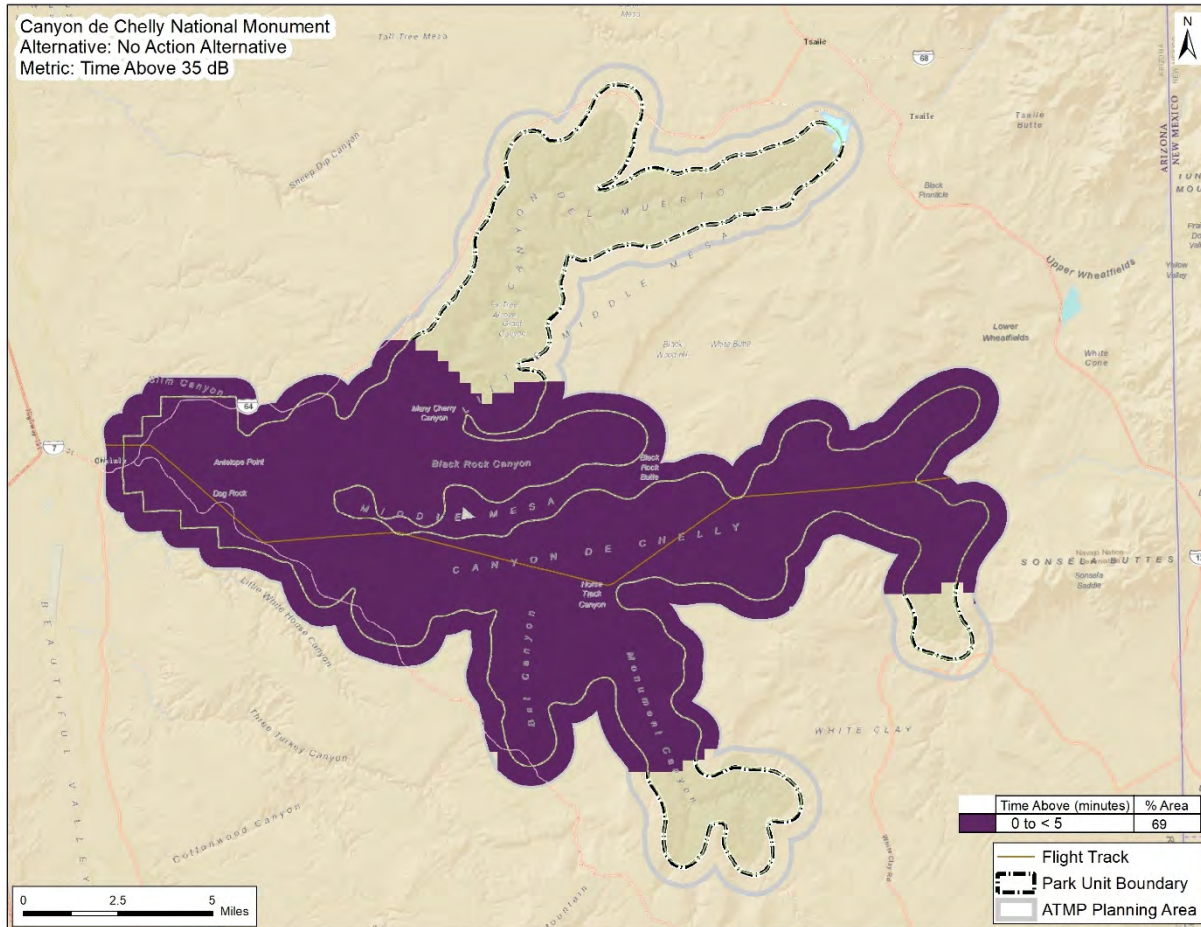 Canyon de Chelly National Monument
Alternative: No Action Alternative
Metric: Time Above 35 dB
Tall Tree Mesa
Tsaile
68
N
ARIZONA
NEW MEXICO
Tsaile
Tsaile
Butte
Sheep Dip Canyon
CANYON DEL MUERTO
Black
Pinnacle
MIDDLE MESA
Upper Wheatfields
Yellow
Valley
Lower
Wheatfields
White
Cone
Slim Canyon
64
Many Cherry
Canyon
7
Antelope Point
Black Rock Canyon
Black
Rock
Butte
Dog Rock
MIDDLE MESA
CANYON DE CHELLY
SONSELA BUTTES
Sonsela
Saddle
Horse
Track
Canyon
Little White House Canyon
Bat Canyon
Monument Canyon
BEAUTIFUL VALLEY
Three Turkey Canyon
WHITE CLAY
Cottonwood Canyon
White Clay Rd
Time Above (minutes) % Area
0 to < 5 69
Flight Track
Park Unit Boundary
ATMP Planning Area
0 2.5 5
Miles